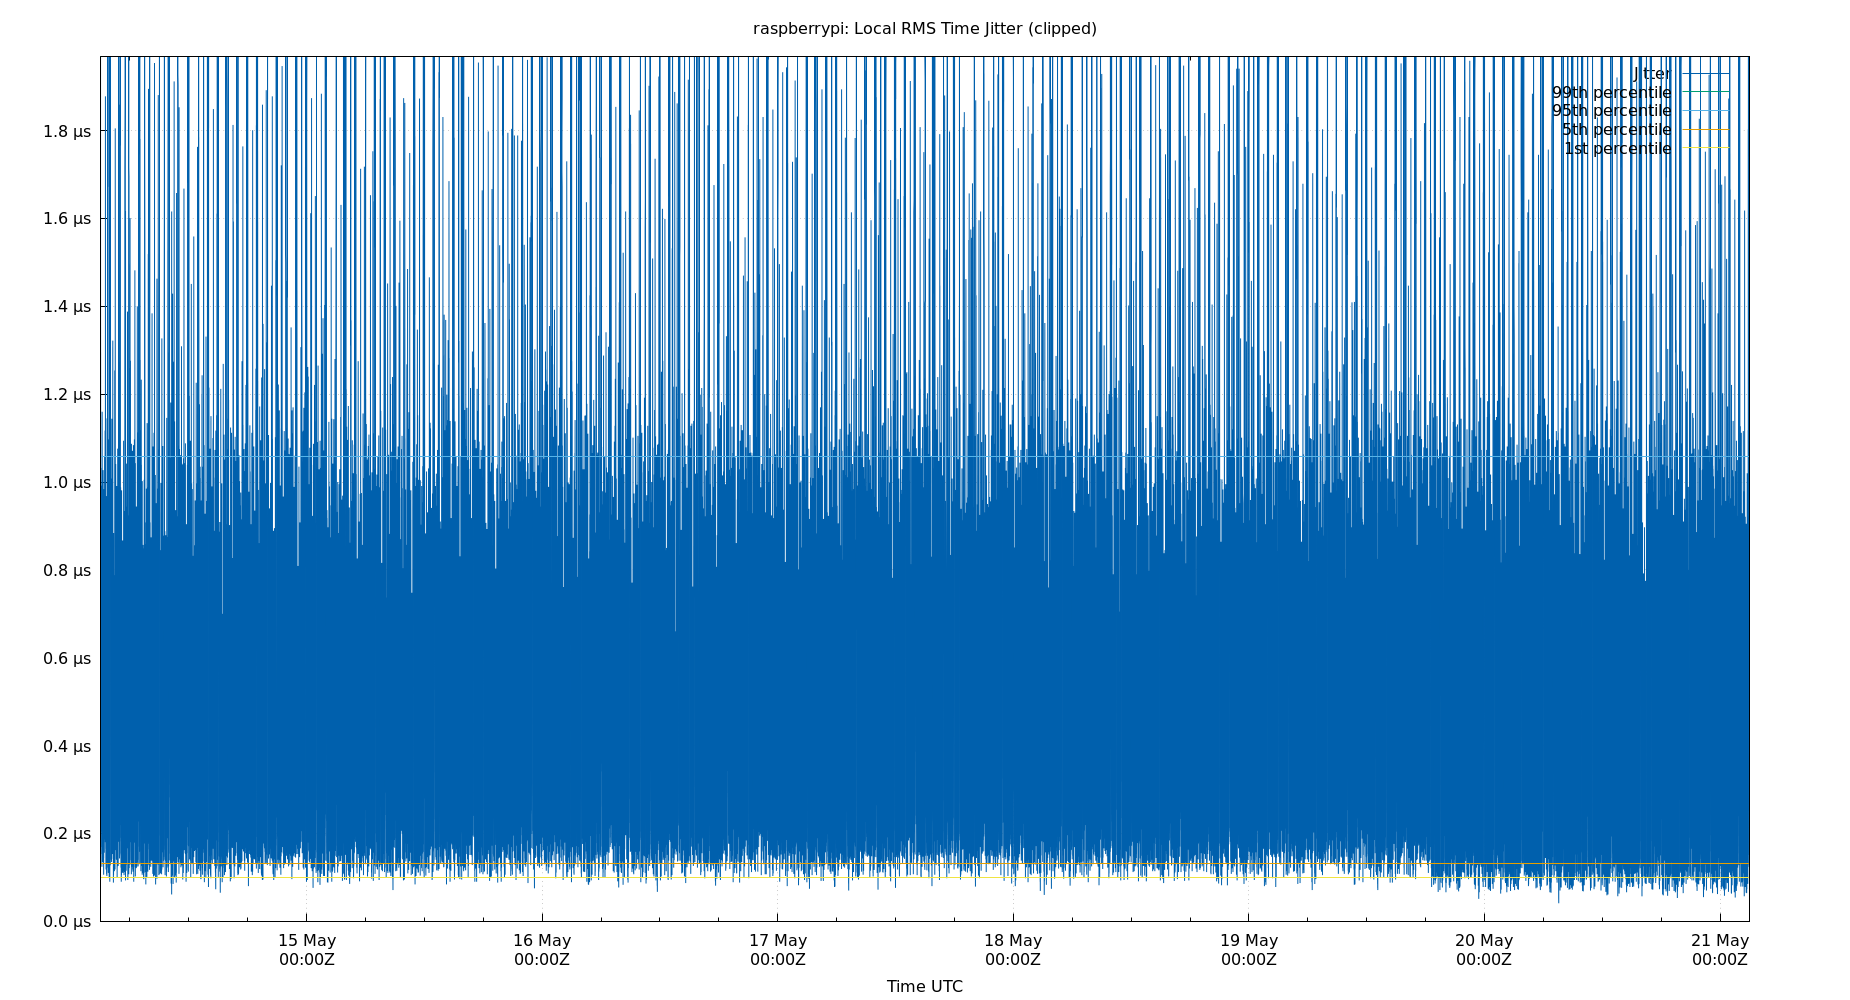 raspberrypi: Local RMS Time Jitter (clipped)
Jitter
99th percentile
95th percentile
5th percentile
1st percentile
1.8 µs
1.6 µs
1.4 µs
1.2 µs
1.0 µs
0.8 µs
0.6 µs
0.4 µs
0.2 µs
0.0 µs
15 May 16 May 17 May 18 May 19 May 20 May 21 May
00:00Z 00:00Z 00:00Z 00:00Z 00:00Z 00:00Z 00:00Z
Time UTC